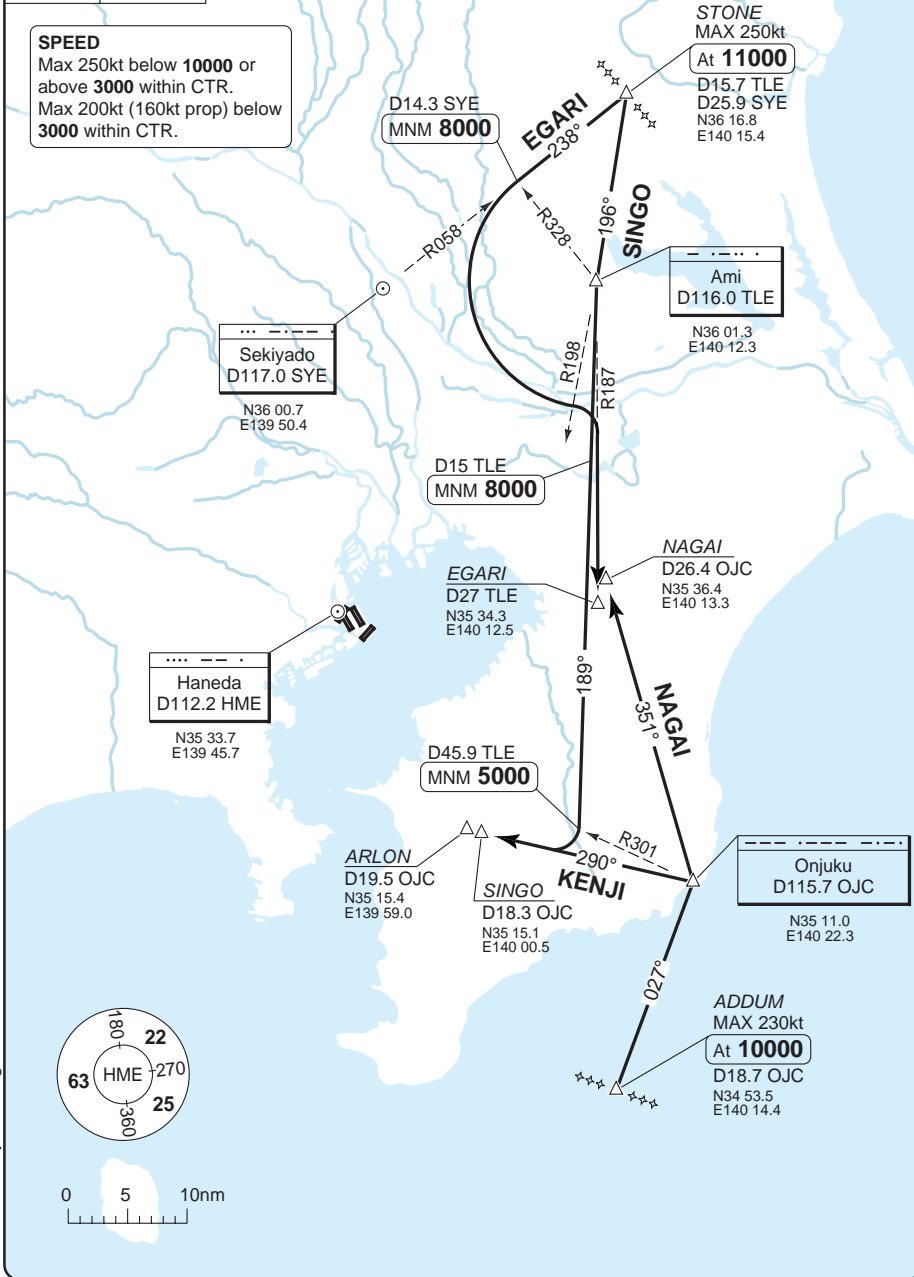 SPEED
Max 250kt below 10000 or
above 3000 within CTR.
Max 200kt (160kt prop) below
3000 within CTR.
STONE
MAX 250kt
At 11000
D15.7 TLE
D25.9 SYE
N36 16.8
E140 15.4
D14.3 SYE
MNM 8000
EGARI
238°
SINGO
196°
R328
R058
Ami
D116.0 TLE
N36 01.3
E140 12.3
Sekiyado
D117.0 SYE
N36 00.7
E139 50.4
R198
R187
D15 TLE
MNM 8000
NAGAI
D26.4 OJC
N35 36.4
E140 13.3
EGARI
D27 TLE
N35 34.3
E140 12.5
Haneda
D112.2 HME
N35 33.7
E139 45.7
189°
NAGAI
351°
D45.9 TLE
MNM 5000
R301
290°
KENJI
ARLON
D19.5 OJC
N35 15.4
E139 59.0
SINGO
D18.3 OJC
N35 15.1
E140 00.5
Onjuku
D115.7 OJC
N35 11.0
E140 22.3
027°
ADDUM
MAX 230kt
At 10000
D18.7 OJC
N34 53.5
E140 14.4
180
22
63
HME
270
25
360
0 5 10nm